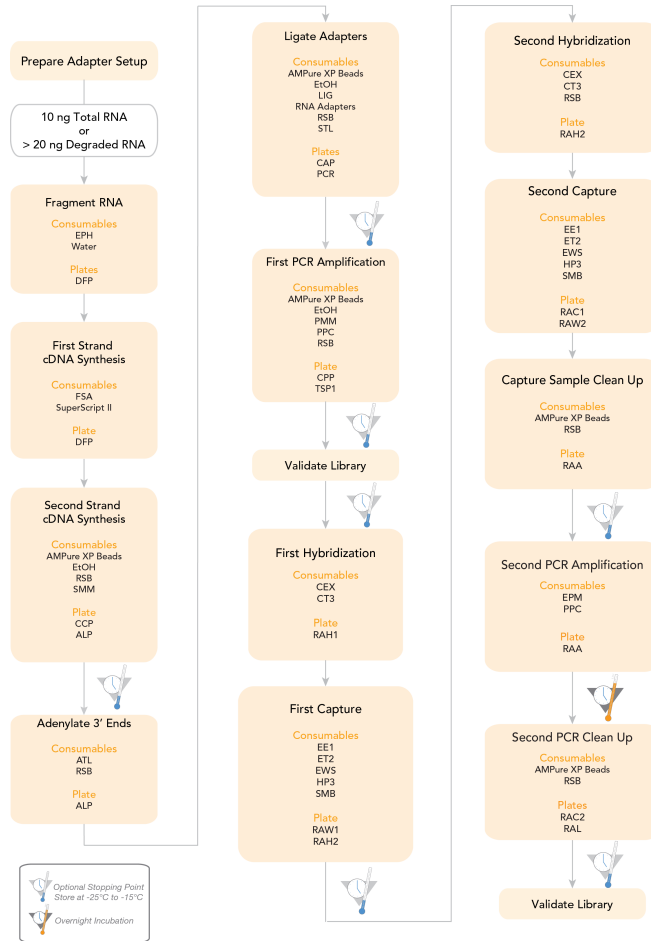 Prepare Adapter Setup
10 ng Total RNA
or
> 20 ng Degraded RNA
Fragment RNA
Consumables
EPH
Water
Plates
DFP
First Strand
cDNA Synthesis
Consumables
FSA
SuperScript II
Plate
DFP
Second Strand
cDNA Synthesis
Consumables
AMPure XP Beads
EtOH
RSB
SMM
Plate
CCP
ALP
Adenylate 3’ Ends
Consumables
ATL
RSB
Plate
ALP
Optional Stopping Point
Store at -25°C to –15°C
Overnight Incubation
Ligate Adapters
Consumables
AMPure XP Beads
EtOH
LIG
RNA Adapters
RSB
STL
Plates
CAP
PCR
First PCR Amplification
Consumables
AMPure XP Beads
EtOH
PMM
PPC
RSB
Plate
CPP
TSP1
Validate Library
First Hybridization
Consumables
CEX
CT3
Plate
RAH1
First Capture
Consumables
EE1
ET2
EWS
HP3
SMB
Plate
RAW1
RAH2
Second Hybridization
Consumables
CEX
CT3
RSB
Plate
RAH2
Second Capture
Consumables
EE1
ET2
EWS
HP3
SMB
Plate
RAC1
RAW2
Capture Sample Clean Up
Consumables
AMPure XP Beads
RSB
Plate
RAA
Second PCR Amplification
Consumables
EPM
PPC
Plate
RAA
Second PCR Clean Up
Consumables
AMPure XP Beads
RSB
Plates
RAC2
RAL
Validate Library